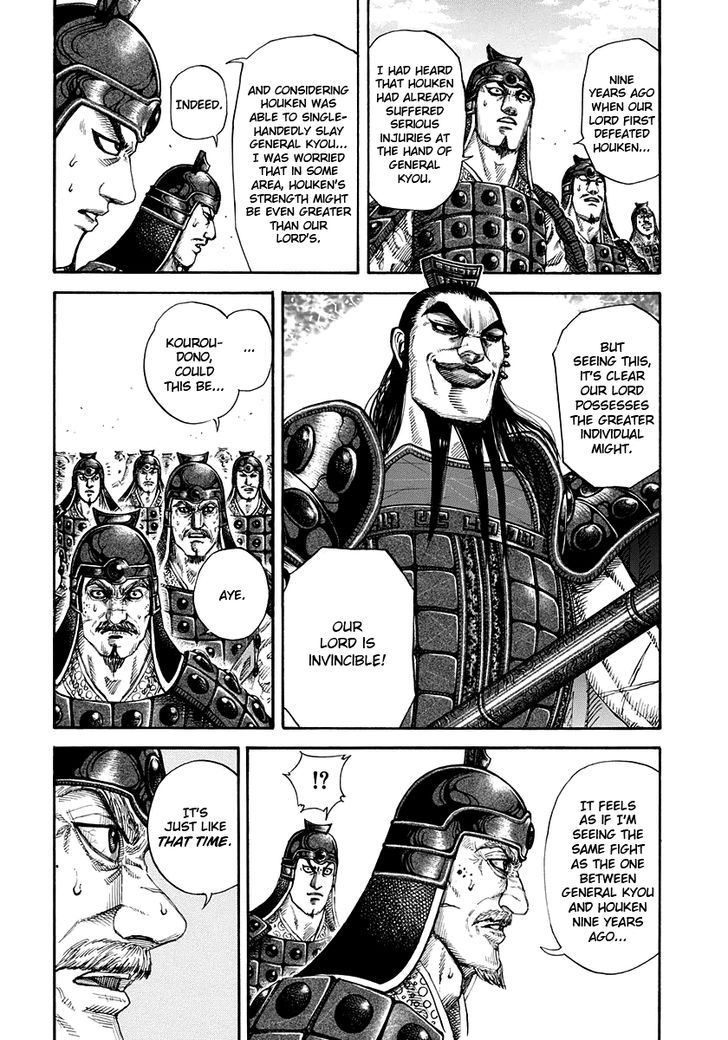 NINE
YEARS AGO
WHEN OUR
LORD FIRST
DEFEATED
HOUKEN...
I HAD HEARD
THAT HOUKEN
HAD ALREADY
SUFFERED
SERIOUS
INJURIES AT
THE HAND OF
GENERAL
KYOU.
AND CONSIDERING
HOUKEN WAS
ABLE TO SINGLE-
HANDEDLY SLAY
GENERAL KYOU...
I WAS WORRIED
THAT IN SOME
AREA, HOUKEN'S
STRENGTH MIGHT
BE EVEN GREATER
THAN OUR
LORD'S.
INDEED.
BUT
SEEING THIS,
IT'S CLEAR
OUR LORD
POSSESSES
THE GREATER
INDIVIDUAL
MIGHT.
OUR
LORD IS
INVINCIBLE!
...
KOUROU-
DONO,
COULD
THIS BE...
AYE.
IT FEELS
AS IF I'M
SEEING THE
SAME FIGHT
AS THE ONE
BETWEEN
GENERAL KYOU
AND HOUKEN
NINE YEARS
AGO...
!?
IT'S
JUST LIKE
THAT TIME.